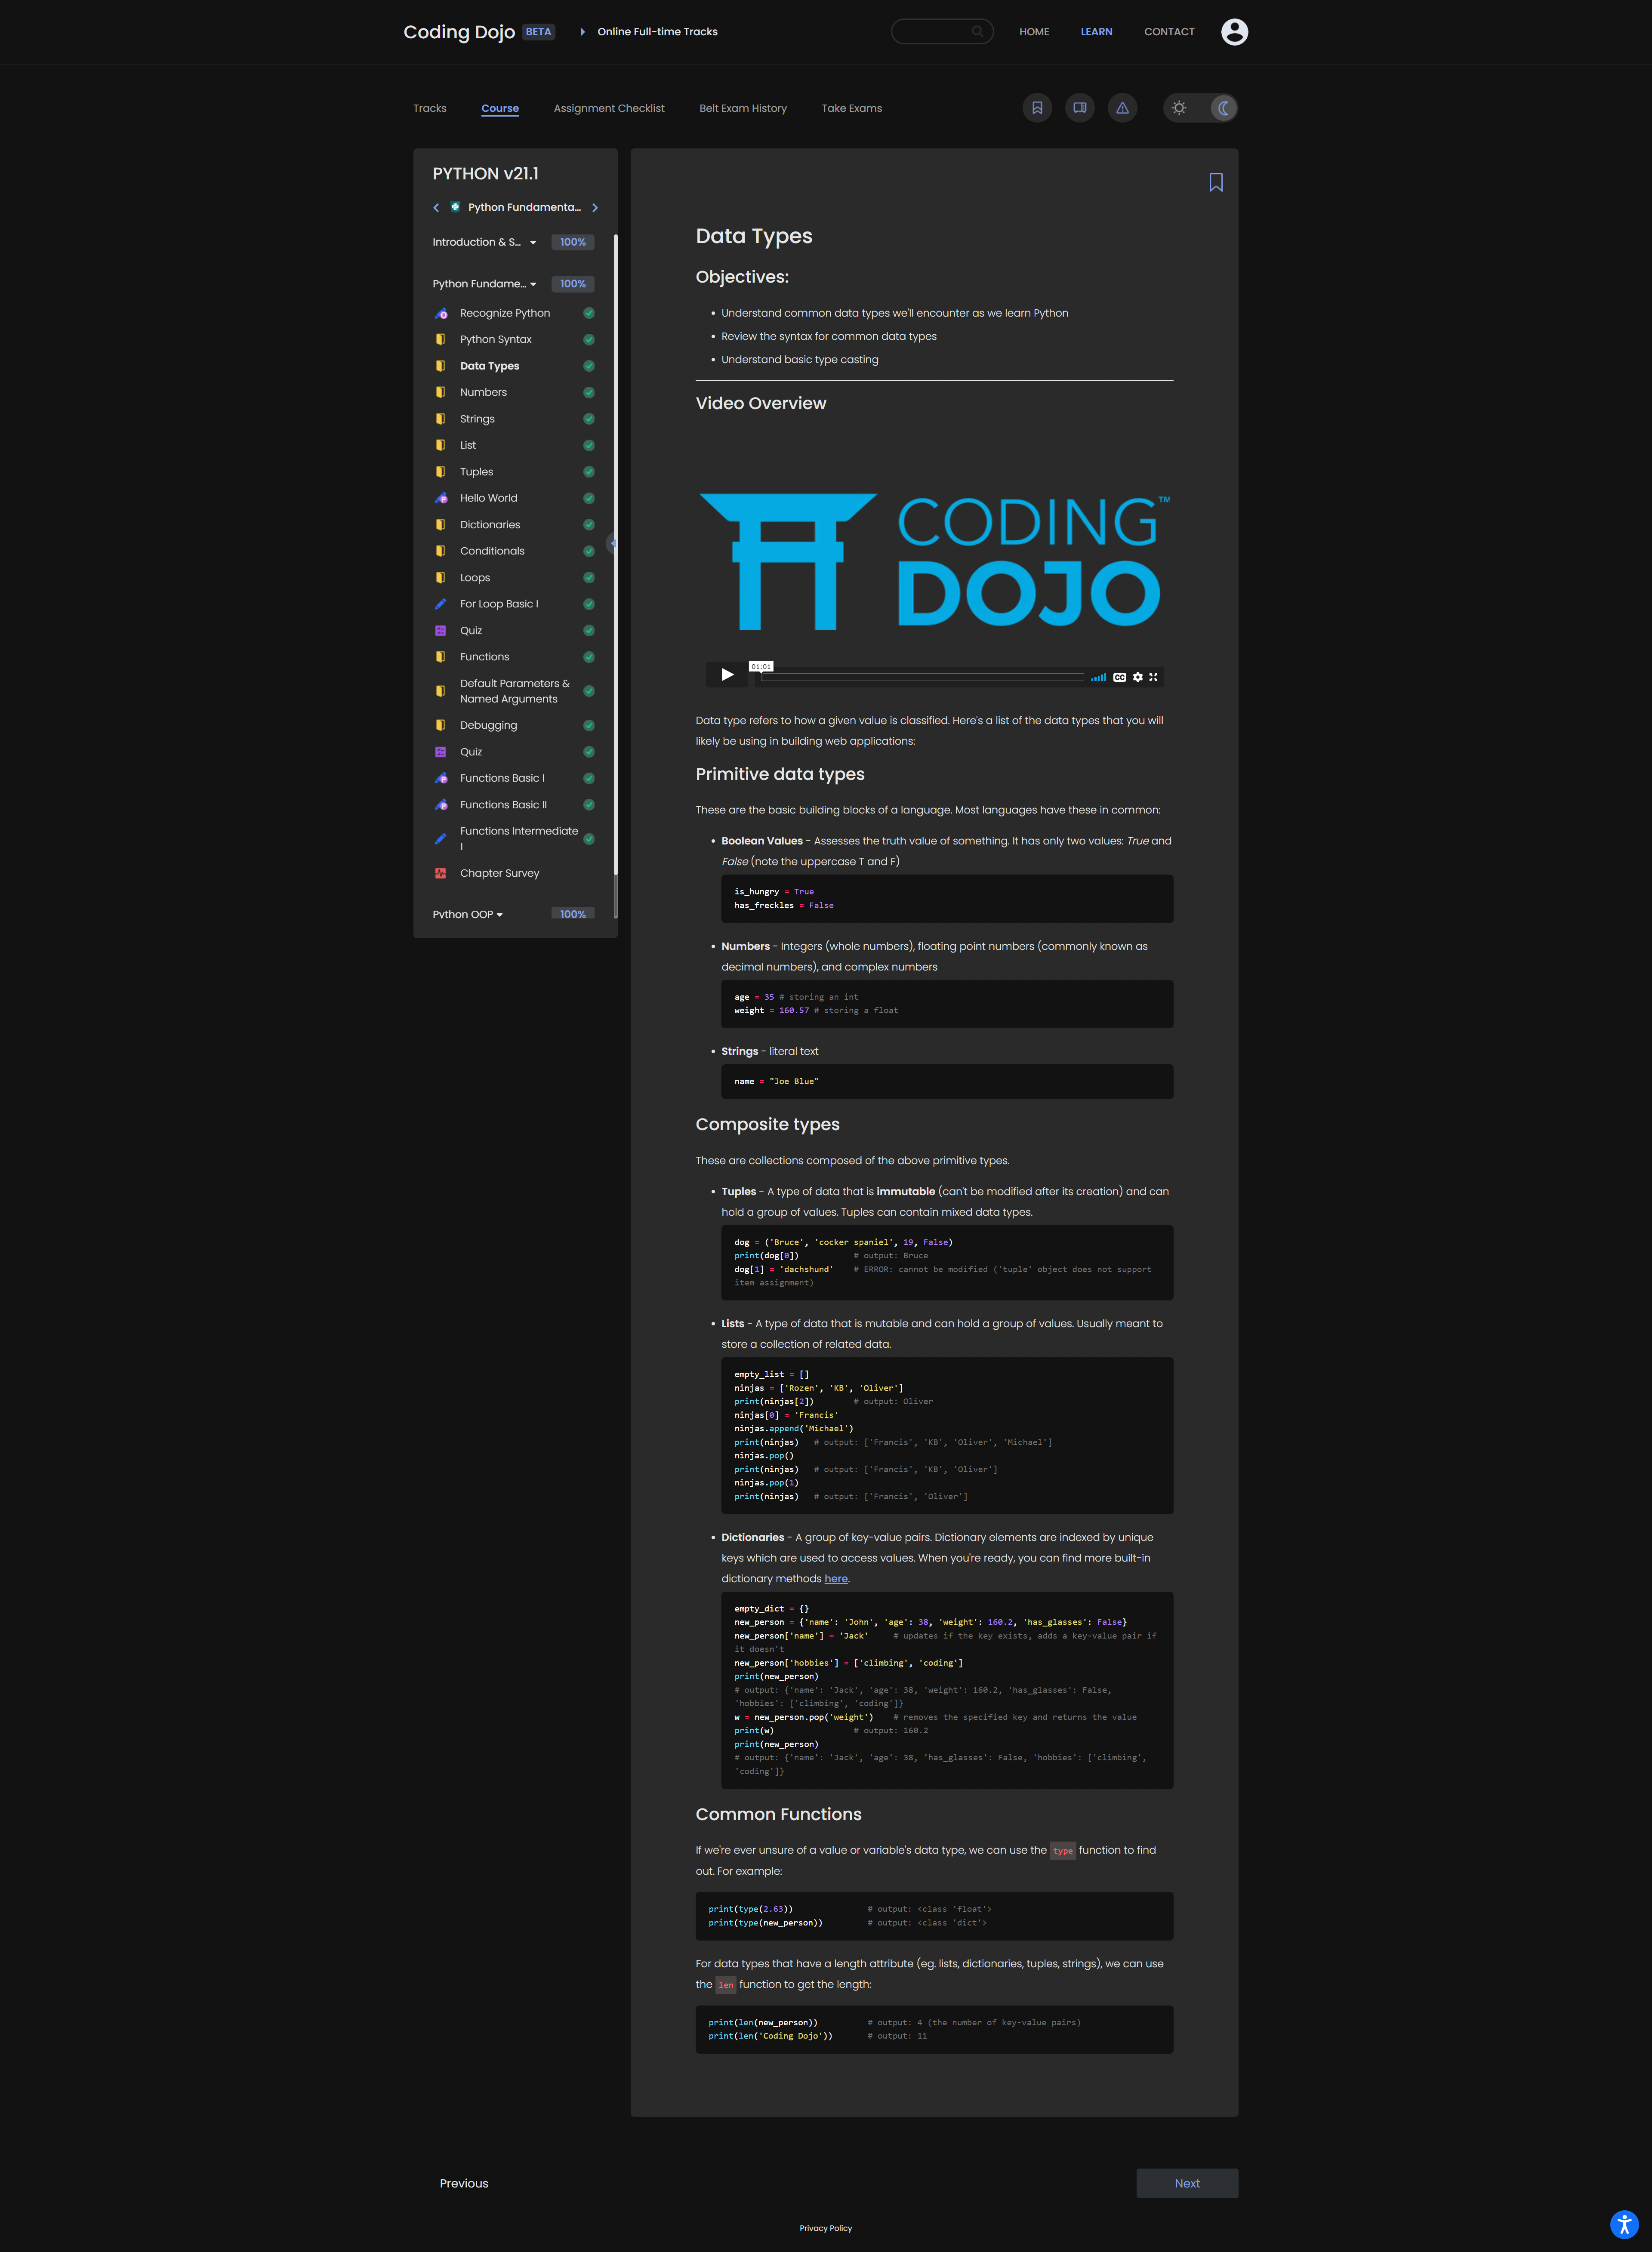 Coding Dojo BETA Online Full-time Tracks HOME LEARN CONTACT
Tracks Course Assignment Checklist Belt Exam History Take Exams
PYTHON v21.1
Python Fundamenta...
Introduction & S... 100%
Python Fundame... 100%
Recognize Python
Python Syntax
Data Types
Numbers
Strings
List
Tuples
Hello World
Dictionaries
Conditionals
Loops
For Loop Basic I
Quiz
Functions
Default Parameters &
Named Arguments
Debugging
Quiz
Functions Basic I
Functions Basic II
Functions Intermediate
I
Chapter Survey
Python OOP 100%
Data Types
Objectives:
• Understand common data types we'll encounter as we learn Python
• Review the syntax for common data types
• Understand basic type casting
Video Overview
CODING™
DOJO
01:01
CC
Data type refers to how a given value is classified. Here's a list of the data types that you will
likely be using in building web applications:
Primitive data types
These are the basic building blocks of a language. Most languages have these in common:
• Boolean Values - Assesses the truth value of something. It has only two values: True and
False (note the uppercase T and F)
is_hungry = True
has_freckles = False
• Numbers - Integers (whole numbers), floating point numbers (commonly known as
decimal numbers), and complex numbers
age = 35 # storing an int
weight = 160.57 # storing a float
• Strings - literal text
name = "Joe Blue"
Composite types
These are collections composed of the above primitive types.
• Tuples - A type of data that is immutable (can't be modified after its creation) and can
hold a group of values. Tuples can contain mixed data types.
dog = ('Bruce', 'cocker spaniel', 19, False)
print(dog[0]) # output: Bruce
dog[1] = 'dachshund' # ERROR: cannot be modified ('tuple' object does not support
item assignment)
• Lists - A type of data that is mutable and can hold a group of values. Usually meant to
store a collection of related data.
empty_list = []
ninjas = ['Rozen', 'KB', 'Oliver']
print(ninjas[2]) # output: Oliver
ninjas[0] = 'Francis'
ninjas.append('Michael')
print(ninjas) # output: ['Francis', 'KB', 'Oliver', 'Michael']
ninjas.pop()
print(ninjas) # output: ['Francis', 'KB', 'Oliver']
ninjas.pop(1)
print(ninjas) # output: ['Francis', 'Oliver']
• Dictionaries - A group of key-value pairs. Dictionary elements are indexed by unique
keys which are used to access values. When you're ready, you can find more built-in
dictionary methods here.
empty_dict = {}
new_person = {'name': 'John', 'age': 38, 'weight': 160.2, 'has_glasses': False}
new_person['name'] = 'Jack' # updates if the key exists, adds a key-value pair if
it doesn't
new_person['hobbies'] = ['climbing', 'coding']
print(new_person)
# output: {'name': 'Jack', 'age': 38, 'weight': 160.2, 'has_glasses': False,
'hobbies': ['climbing', 'coding']}
w = new_person.pop('weight') # removes the specified key and returns the value
print(w) # output: 160.2
print(new_person)
# output: {'name': 'Jack', 'age': 38, 'has_glasses': False, 'hobbies': ['climbing',
'coding']}
Common Functions
If we're ever unsure of a value or variable's data type, we can use the type function to find
out. For example:
print(type(2.63)) # output: <class 'float'>
print(type(new_person)) # output: <class 'dict'>
For data types that have a length attribute (eg. lists, dictionaries, tuples, strings), we can use
the len function to get the length:
print(len(new_person)) # output: 4 (the number of key-value pairs)
print(len('Coding Dojo')) # output: 11
Previous Next
Privacy Policy